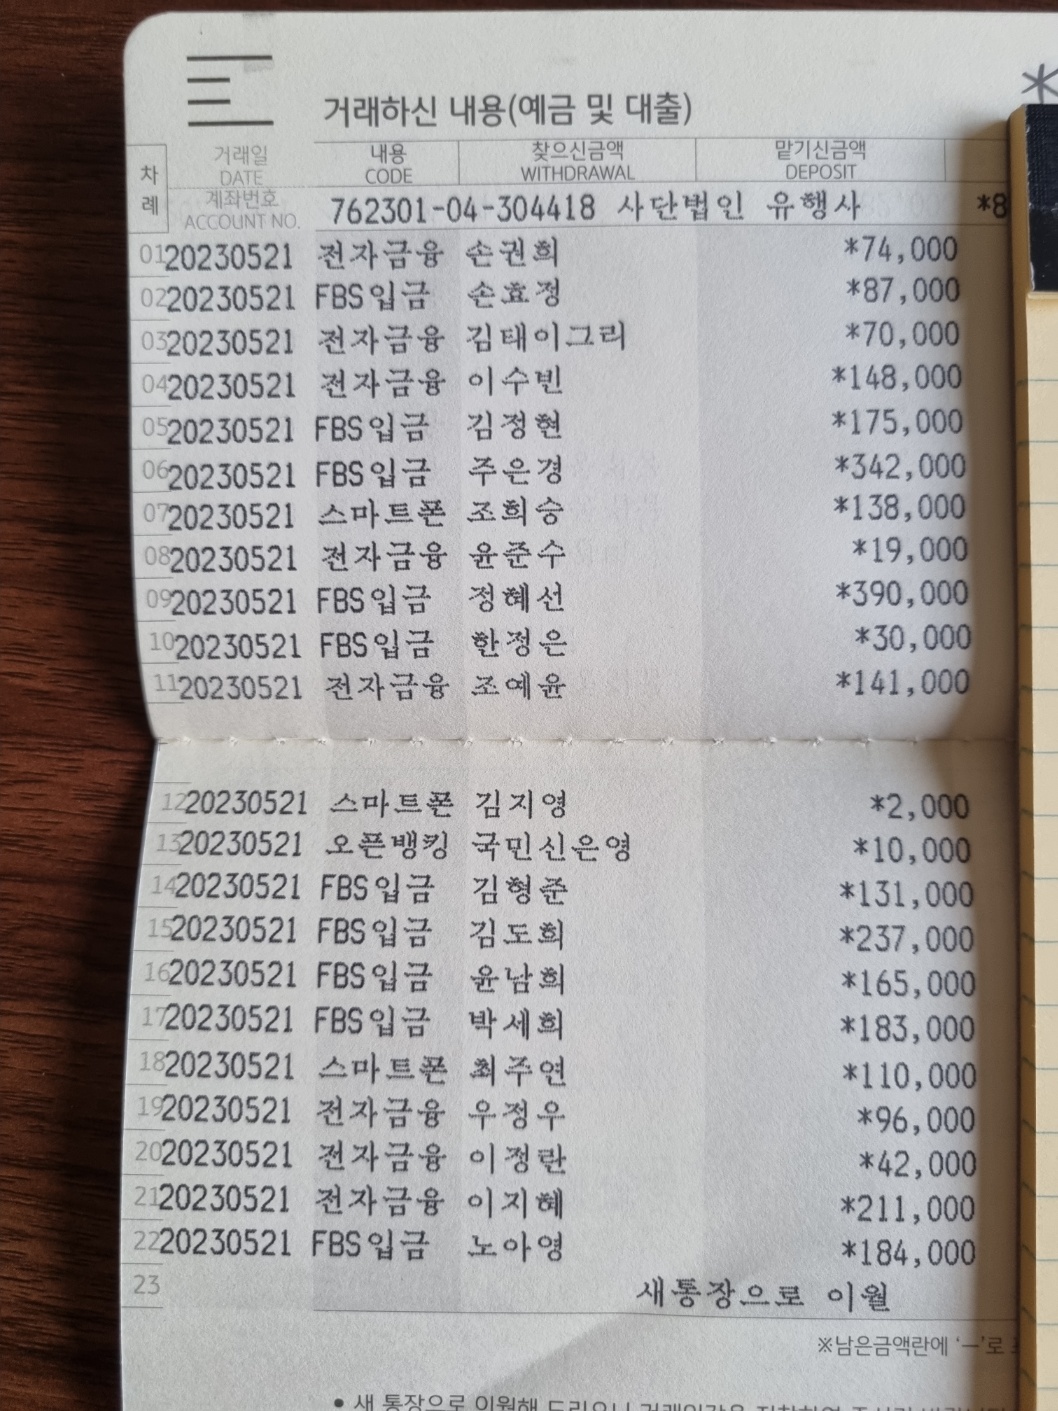 거래하신 내용(예금 및 대출)
차례 거래일 DATE 내용 CODE 찾으신금액 WITHDRAWAL 맡기신금액 DEPOSIT
계좌번호 ACCOUNT NO. 762301-04-304418 사단법인 유행사 *8
01 20230521 전자금융 손권희 *74,000
02 20230521 FBS입금 손효정 *87,000
03 20230521 전자금융 김태이그리 *70,000
04 20230521 전자금융 이수빈 *148,000
05 20230521 FBS입금 김정현 *175,000
06 20230521 FBS입금 주은경 *342,000
07 20230521 스마트폰 조희승 *138,000
08 20230521 전자금융 윤준수 *19,000
09 20230521 FBS입금 정혜선 *390,000
10 20230521 FBS입금 한정은 *30,000
11 20230521 전자금융 조예윤 *141,000
12 20230521 스마트폰 김지영 *2,000
13 20230521 오픈뱅킹 국민신은영 *10,000
14 20230521 FBS입금 김형준 *131,000
15 20230521 FBS입금 김도희 *237,000
16 20230521 FBS입금 윤남희 *165,000
17 20230521 FBS입금 박세희 *183,000
18 20230521 스마트폰 최주연 *110,000
19 20230521 전자금융 우정우 *96,000
20 20230521 전자금융 이정란 *42,000
21 20230521 전자금융 이지혜 *211,000
22 20230521 FBS입금 노아영 *184,000
23 새통장으로 이월
※남은금액란에 '－'로
• 새 통장으로 이월해 드리오니